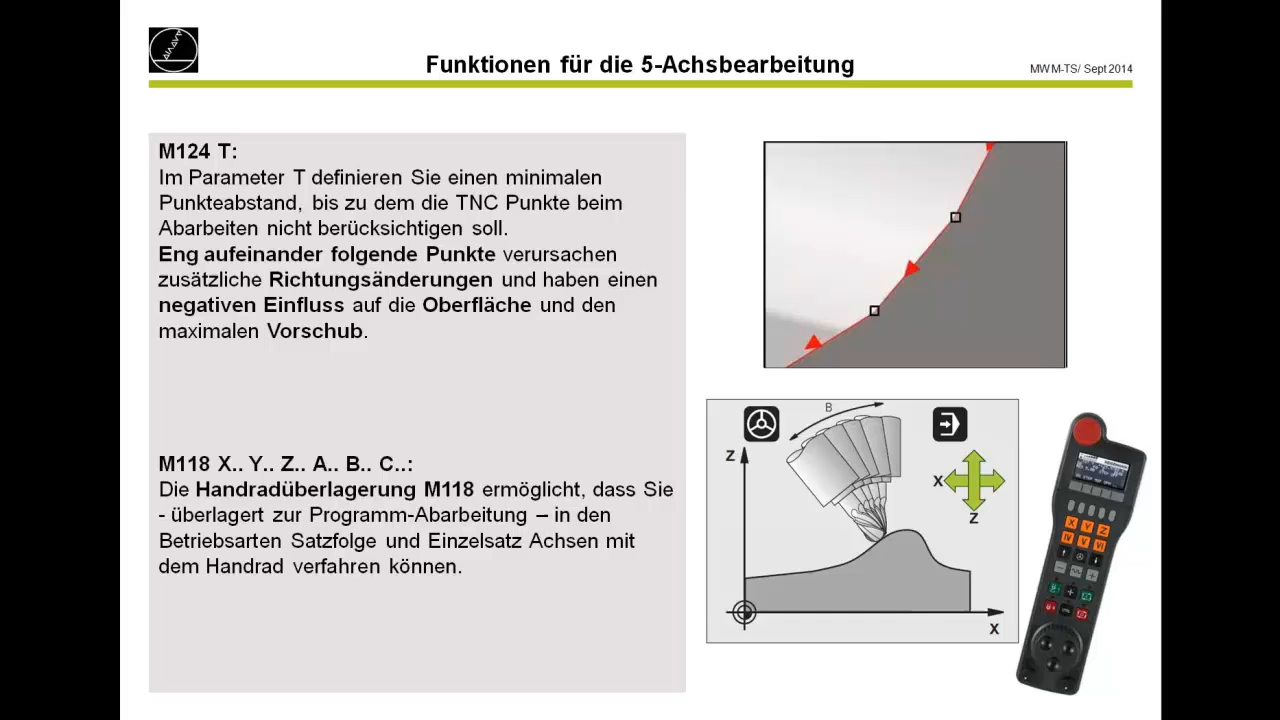 Funktionen für die 5-Achsbearbeitung
MWM-TS/ Sept 2014
M124 T:
Im Parameter T definieren Sie einen minimalen
Punkteabstand, bis zu dem die TNC Punkte beim
Abarbeiten nicht berücksichtigen soll.
Eng aufeinander folgende Punkte verursachen
zusätzliche Richtungsänderungen und haben einen
negativen Einfluss auf die Oberfläche und den
maximalen Vorschub.
M118 X.. Y.. Z.. A.. B.. C..:
Die Handradüberlagerung M118 ermöglicht, dass Sie
- überlagert zur Programm-Abarbeitung – in den
Betriebsarten Satzfolge und Einzelsatz Achsen mit
dem Handrad verfahren können.
B
Z
X
Z
X
X Y Z
IV V VI